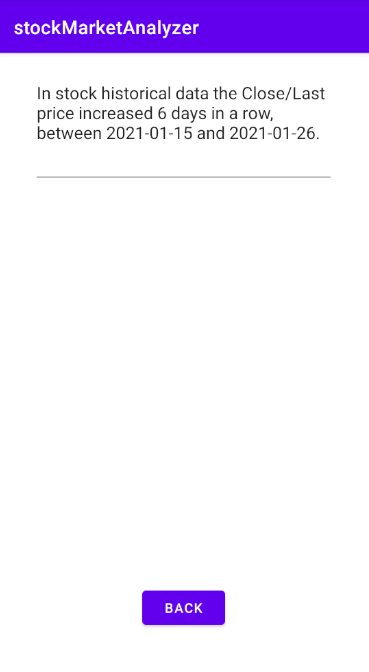 stockMarketAnalyzer
In stock historical data the Close/Last
price increased 6 days in a row,
between 2021-01-15 and 2021-01-26.
BACK